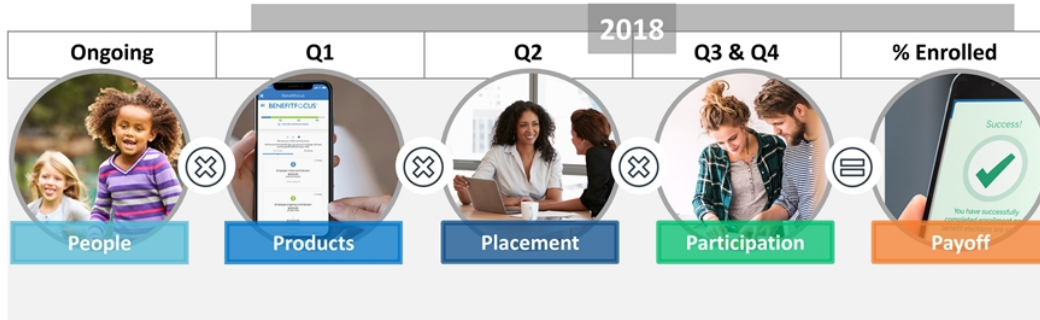 2018
Ongoing
Q1
Q2
Q3 & Q4
% Enrolled
BENEFITFOCUS
Success!
You have successfully
People
Products
Placement
Participation
Payoff